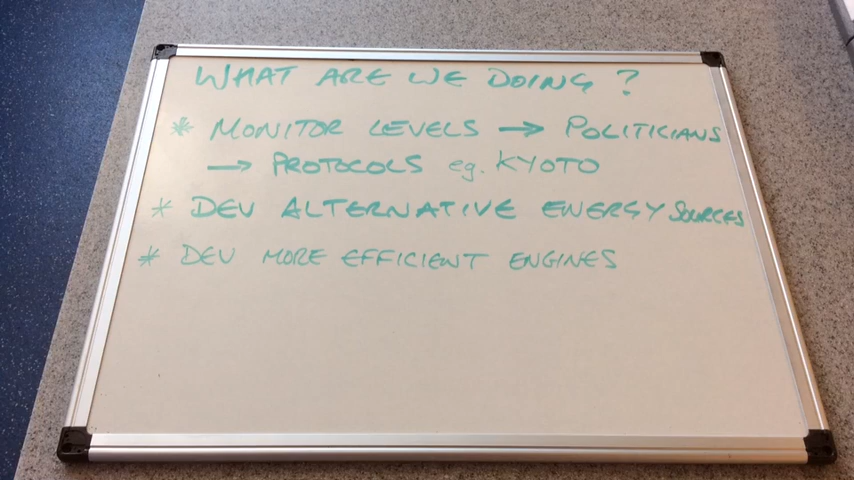 WHAT ARE WE DOING ?
* MONITOR LEVELS → POLITICIANS
→ PROTOCOLS eg. KYOTO
* DEV ALTERNATIVE ENERGY SOURCES
* DEV MORE EFFICIENT ENGINES